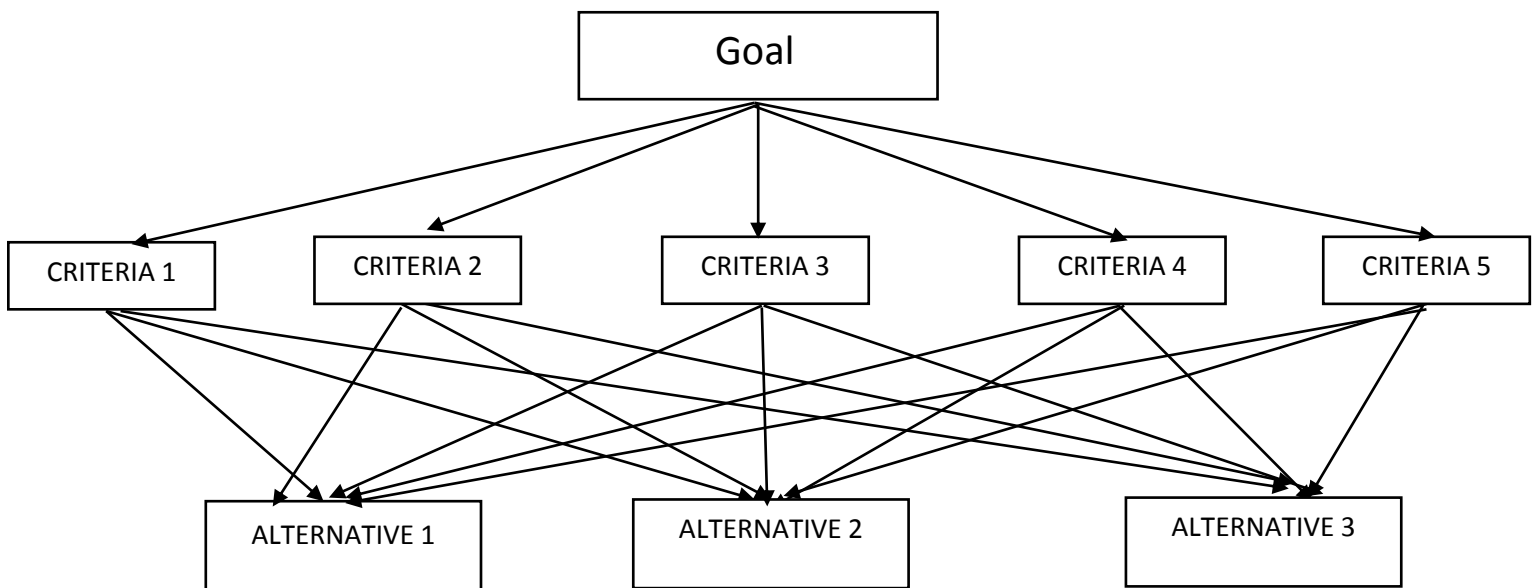 Goal
CRITERIA 1
CRITERIA 2
CRITERIA 3
CRITERIA 4
CRITERIA 5
ALTERNATIVE 1
ALTERNATIVE 2
ALTERNATIVE 3